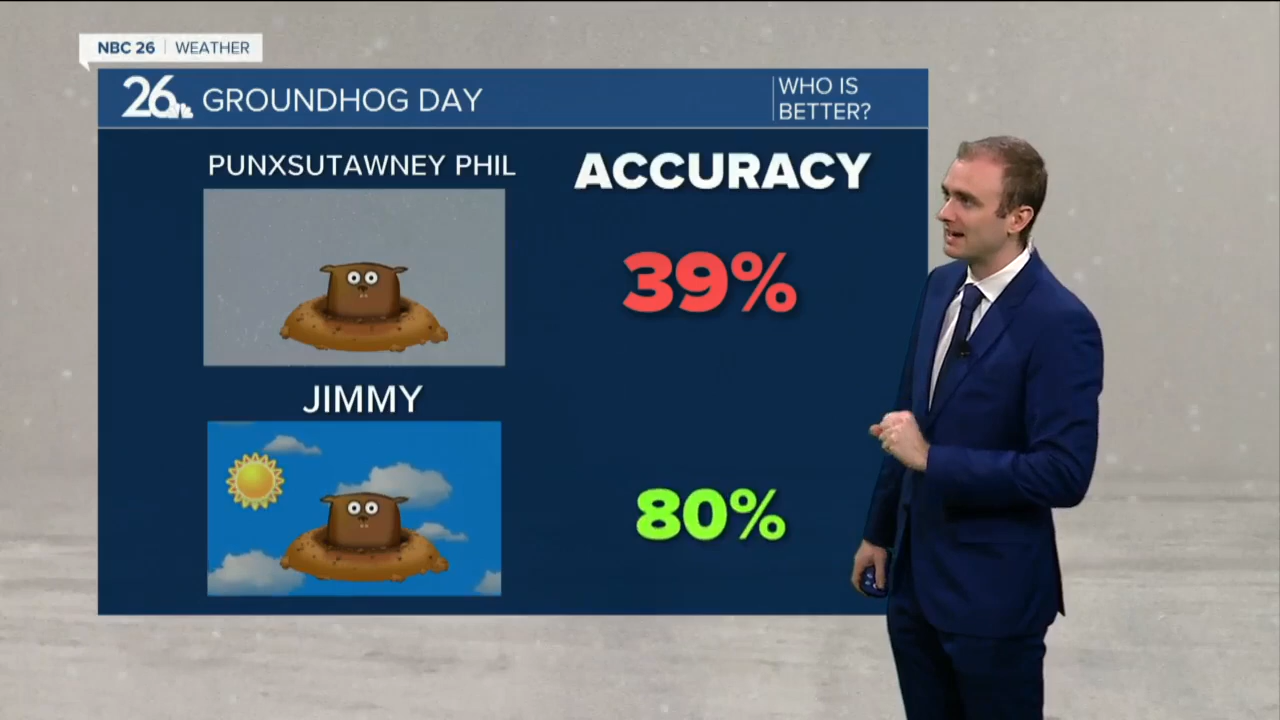 NBC 26 | WEATHER
26 GROUNDHOG DAY
WHO IS
BETTER?
PUNXSUTAWNEY PHIL
ACCURACY
39%
JIMMY
80%